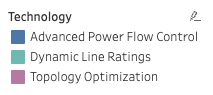 Technology
Advanced Power Flow Control
Dynamic Line Ratings
Topology Optimization